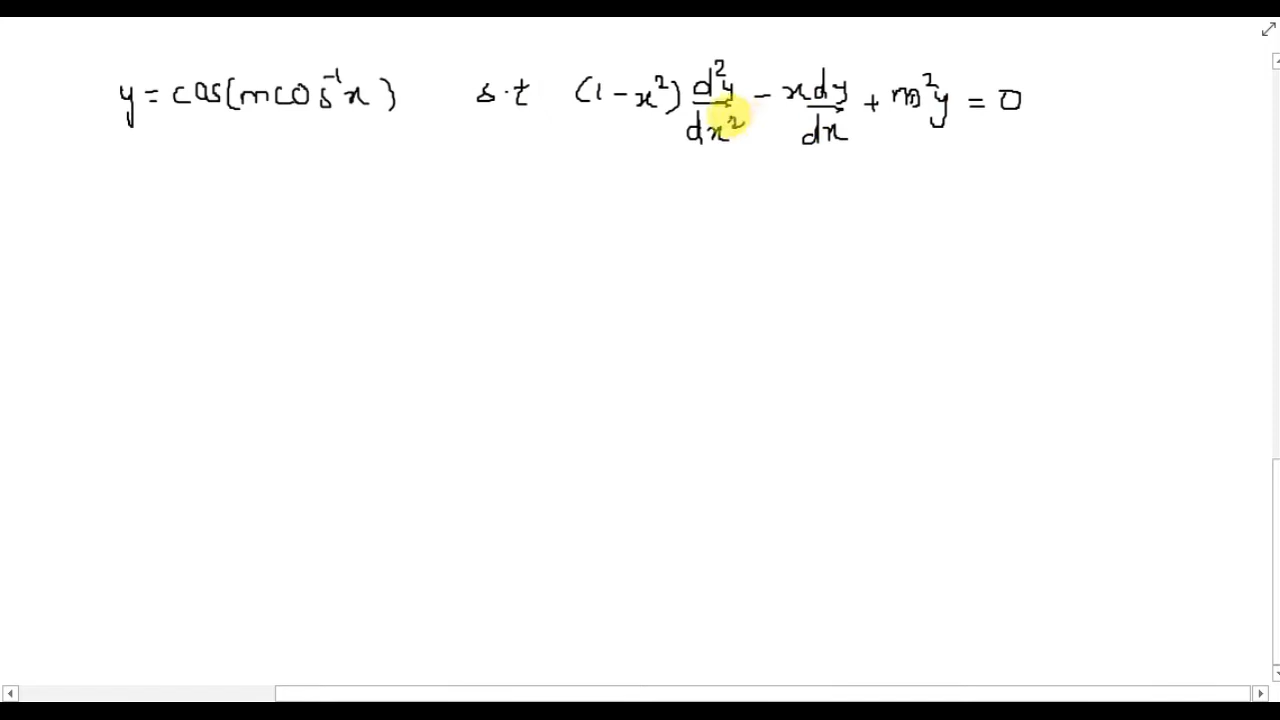 y = cos(m cos⁻¹x) s.t (1 - x²) d²y/dx² - x dy/dx + m²y = 0